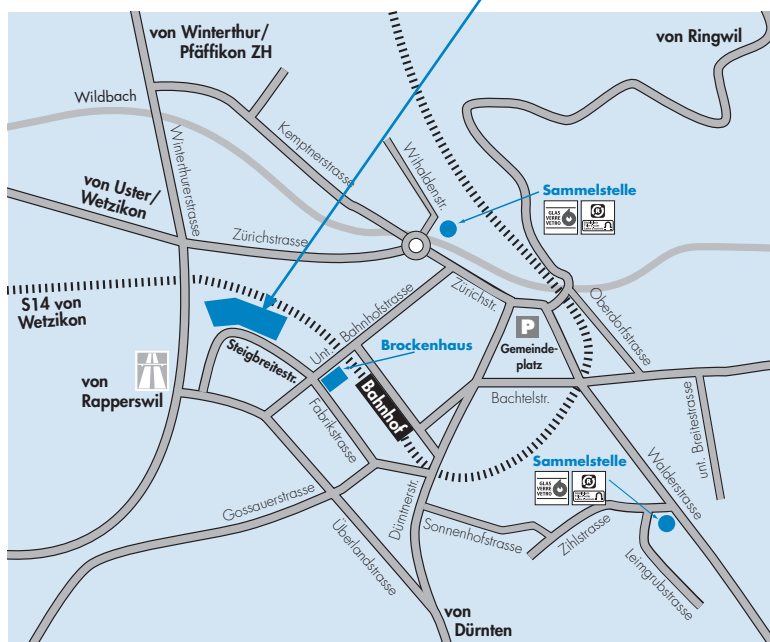 von Winterthur/
Pfäffikon ZH
von Ringwil
Wildbach
Kemptnerstrasse
Winterthurerstrasse
Wihaldenstr.
von Uster/
Wetzikon
Sammelstelle
GLAS
VERRE
VETRO
Zürichstrasse
S14 von
Wetzikon
Zürichstr.
Oberdorfstrasse
Unt. Bahnhofstrasse
P
Gemeinde-
platz
Brockenhaus
Steigbreitestr.
von
Rapperswil
Bahnhof
Bachtelstr.
Fabrikstrasse
unt. Breitestrasse
Walderstrasse
Sammelstelle
GLAS
VERRE
VETRO
Gossauerstrasse
Überlandstrasse
Dürntnerstr.
Sonnenhofstrasse
Zihlstrasse
Leimgrubstrasse
von
Dürnten